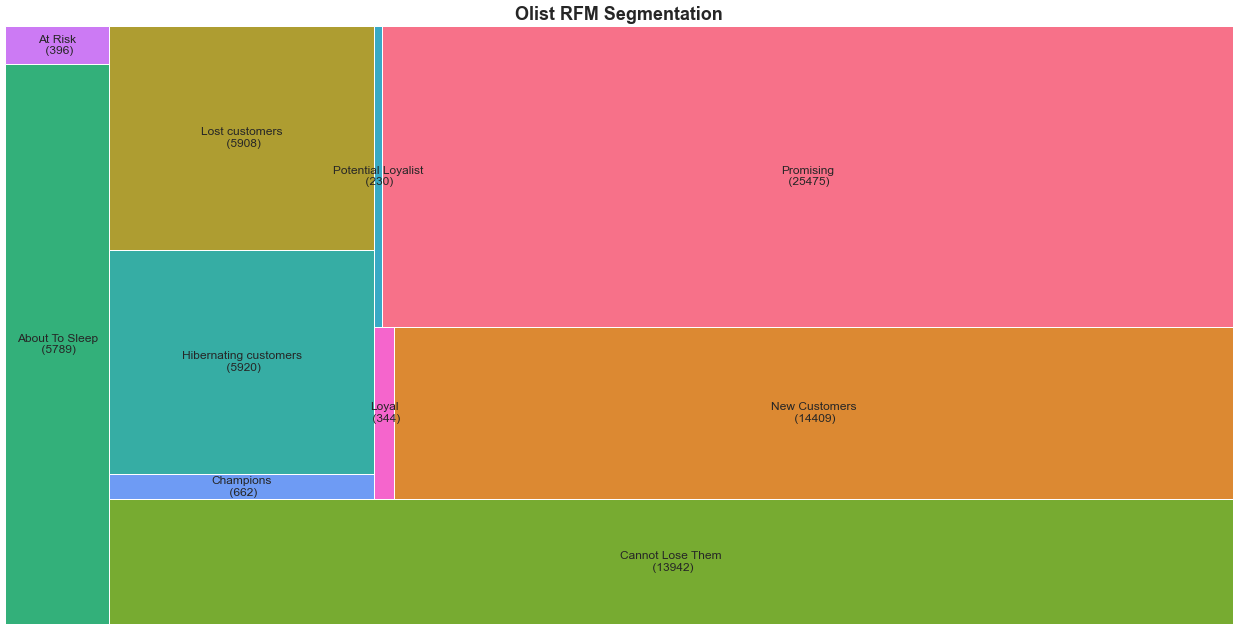 Olist RFM Segmentation
At Risk
(396)
Lost customers
(5908)
Potential Loyalist
(230)
Promising
(25475)
About To Sleep
(5789)
Hibernating customers
(5920)
Loyal
(344)
New Customers
(14409)
Champions
(662)
Cannot Lose Them
(13942)